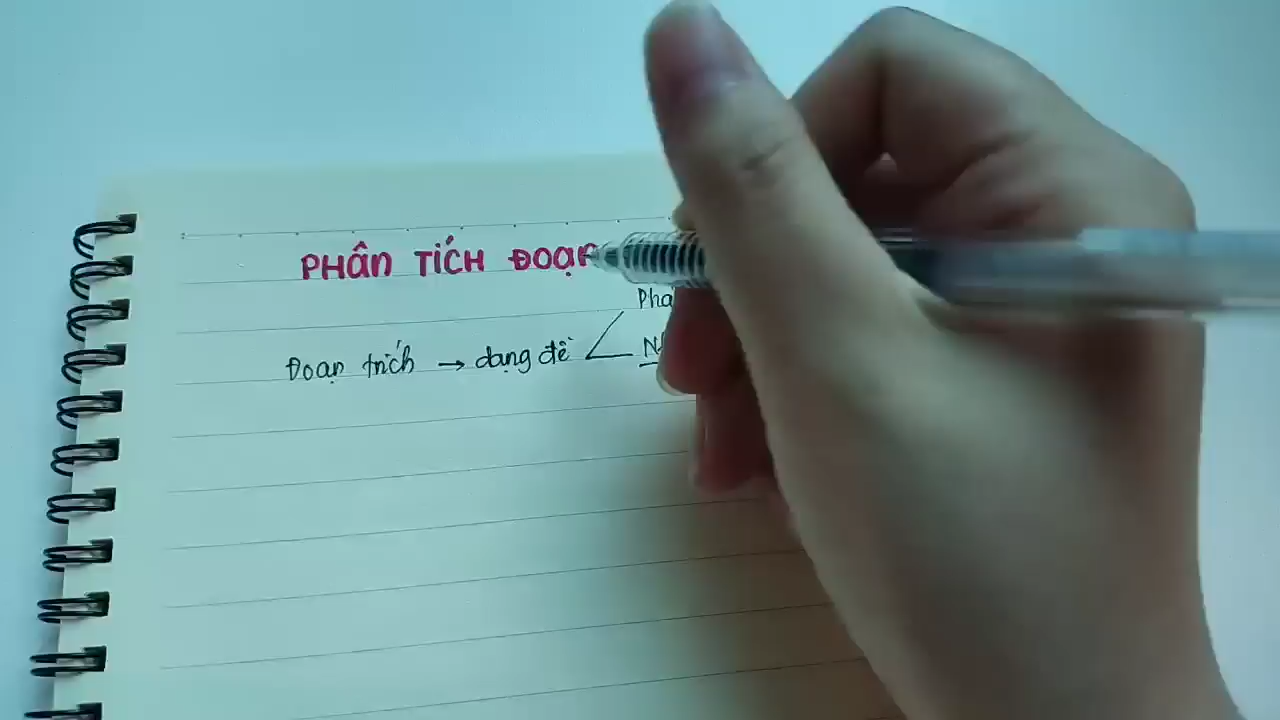 PHÂN TÍCH ĐOẠN
Đoạn trích → dạng đề